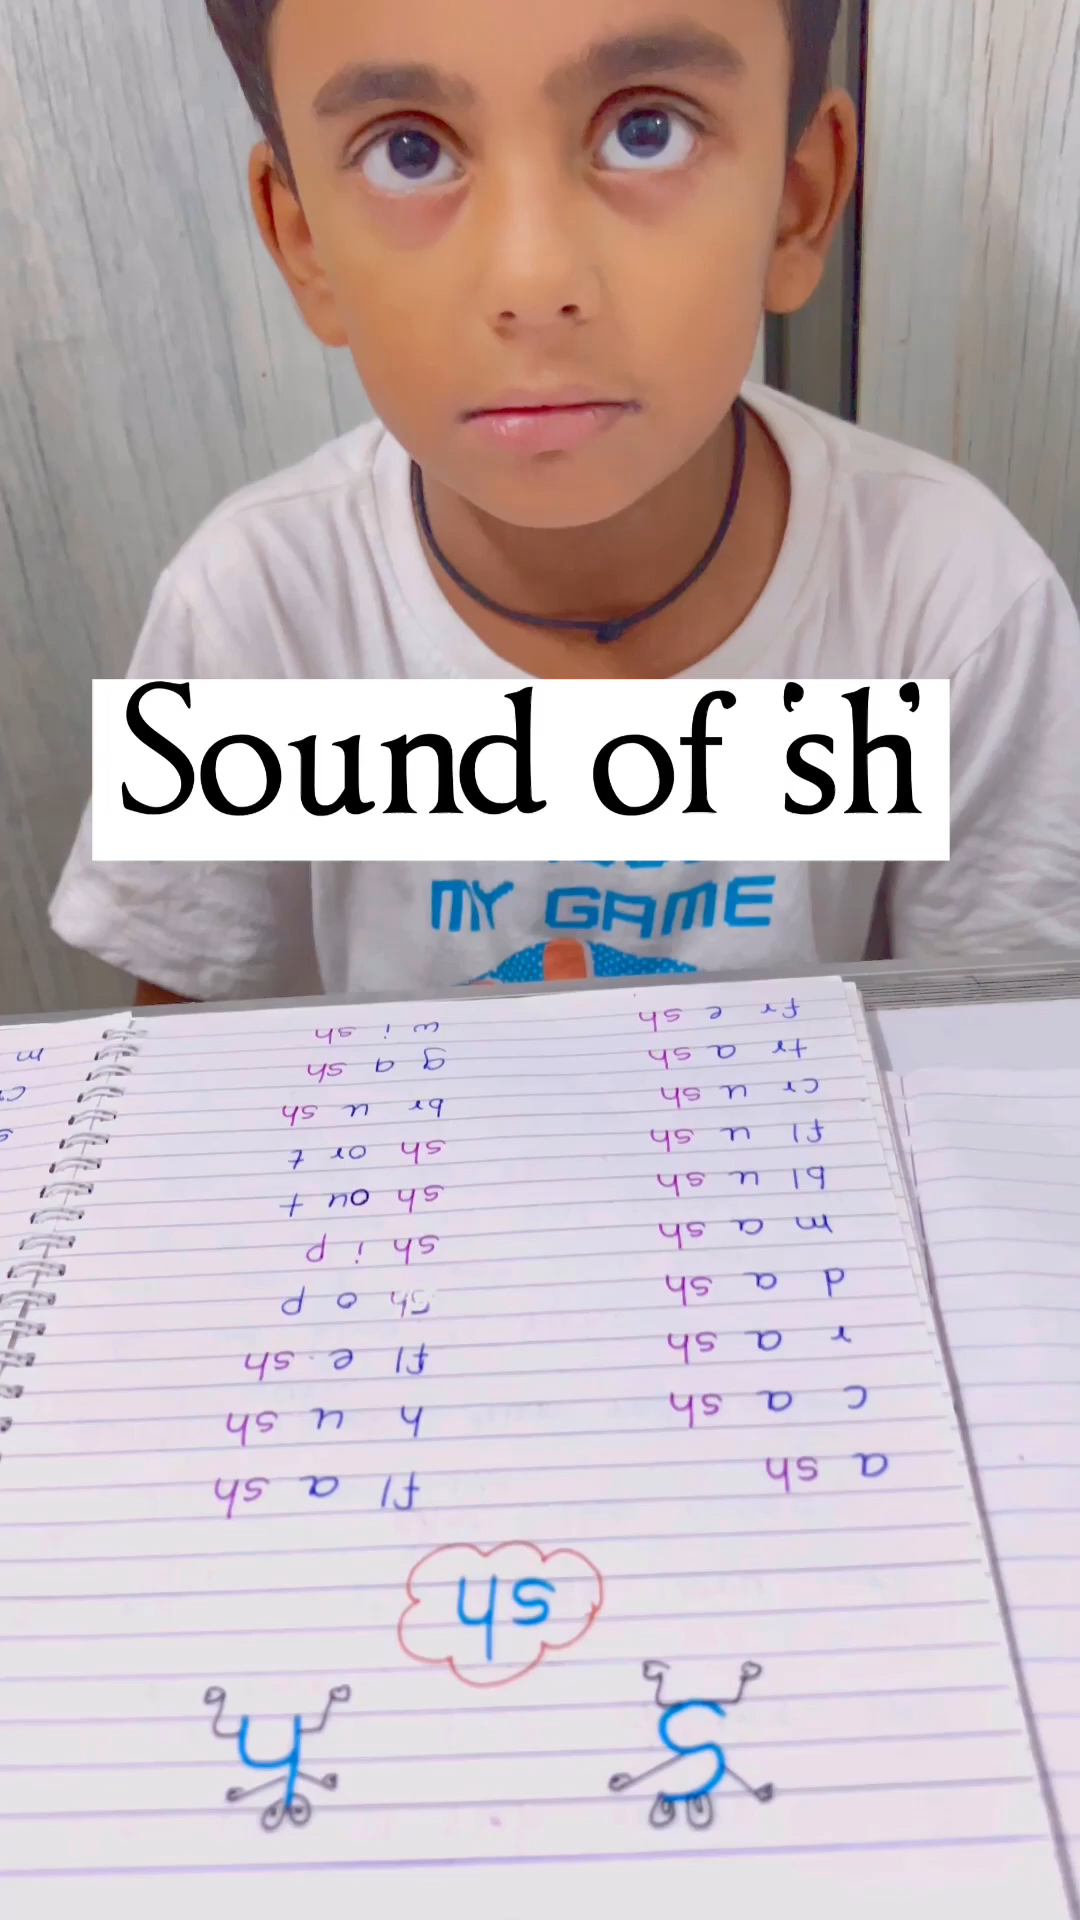 Sound of 'sh'
MY GAME
s h
sh
a sh
c a sh
r a sh
d a sh
m a sh
bl u sh
fl u sh
cr u sh
tr a sh
fr e sh
fl a sh
h u sh
fl e sh
sh o p
sh i p
sh ou t
sh or t
br u sh
g a sh
w i sh
m